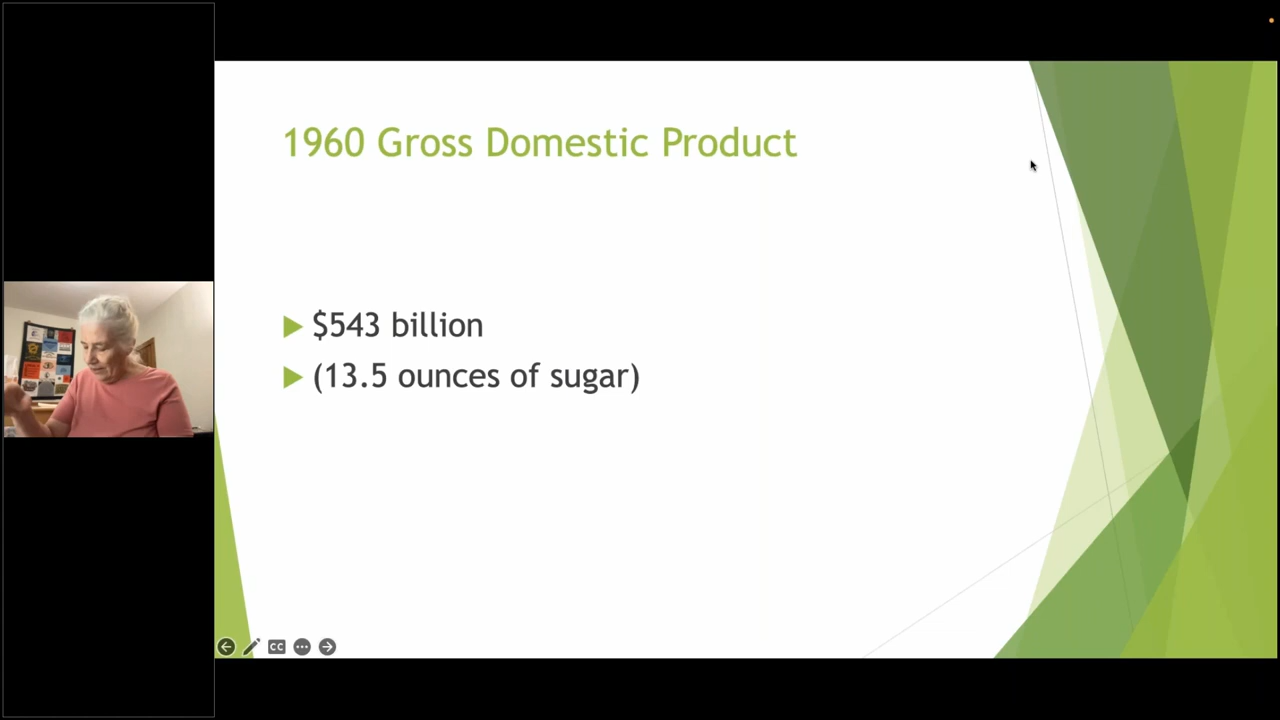 1960 Gross Domestic Product
$543 billion
(13.5 ounces of sugar)
CC